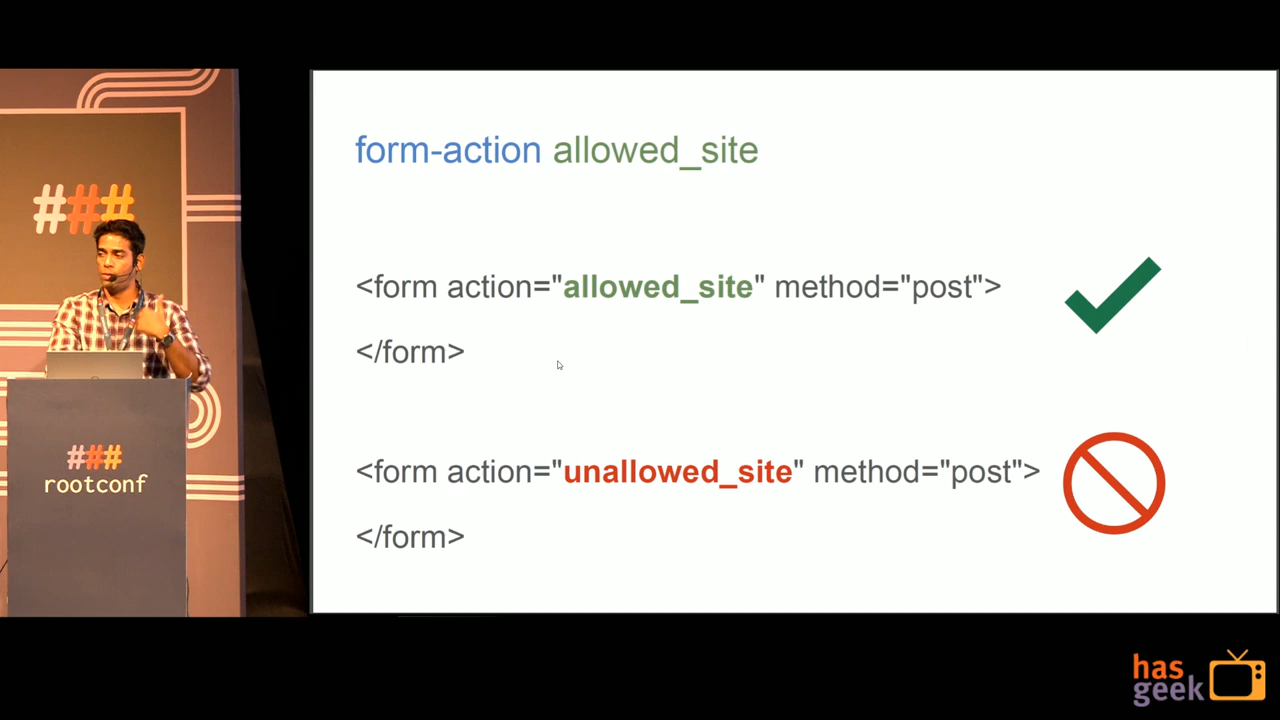 ###
###
rootconf
form-action allowed_site
<form action="allowed_site" method="post">
</form>
<form action="unallowed_site" method="post">
</form>
has
geek